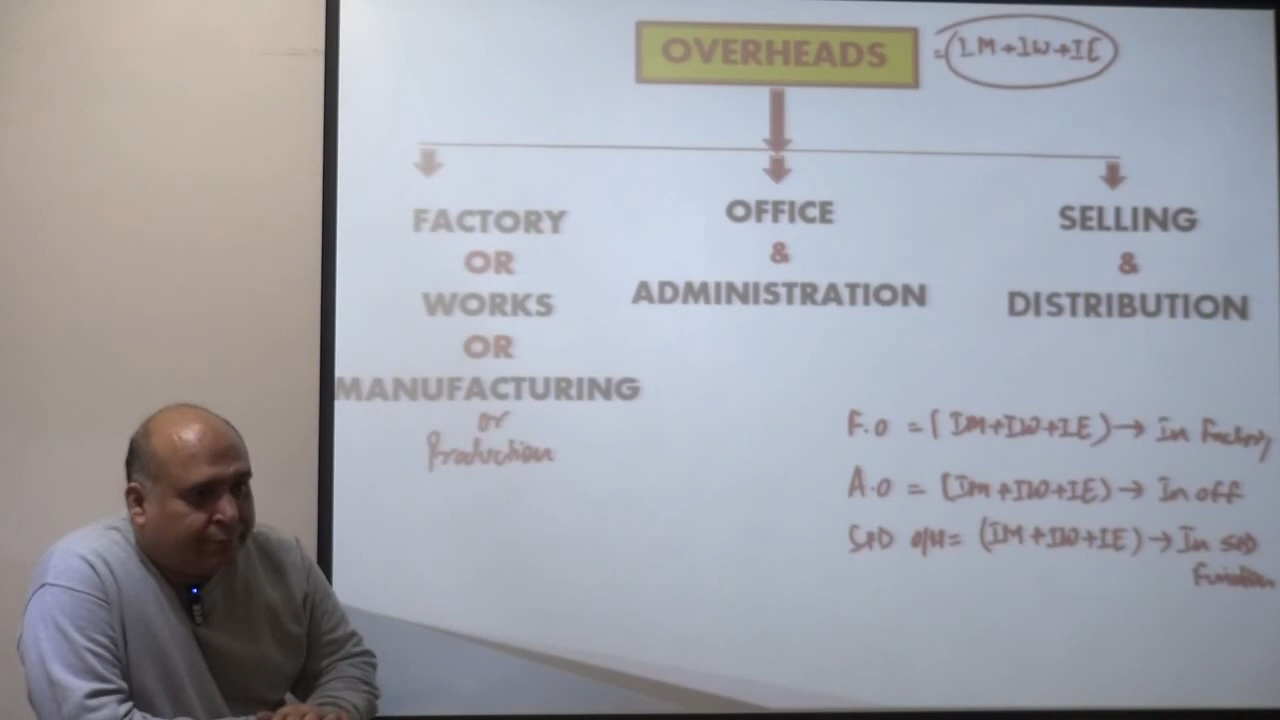 OVERHEADS = IM+IW+IE
FACTORY
OR
WORKS
OR
MANUFACTURING
or
Production
OFFICE
&
ADMINISTRATION
SELLING
&
DISTRIBUTION
F.O = (IM+IW+IE) → In Factory
A.O = (IM+IW+IE) → In off
S&D O/H = (IM+IW+IE) → In S&D
Function